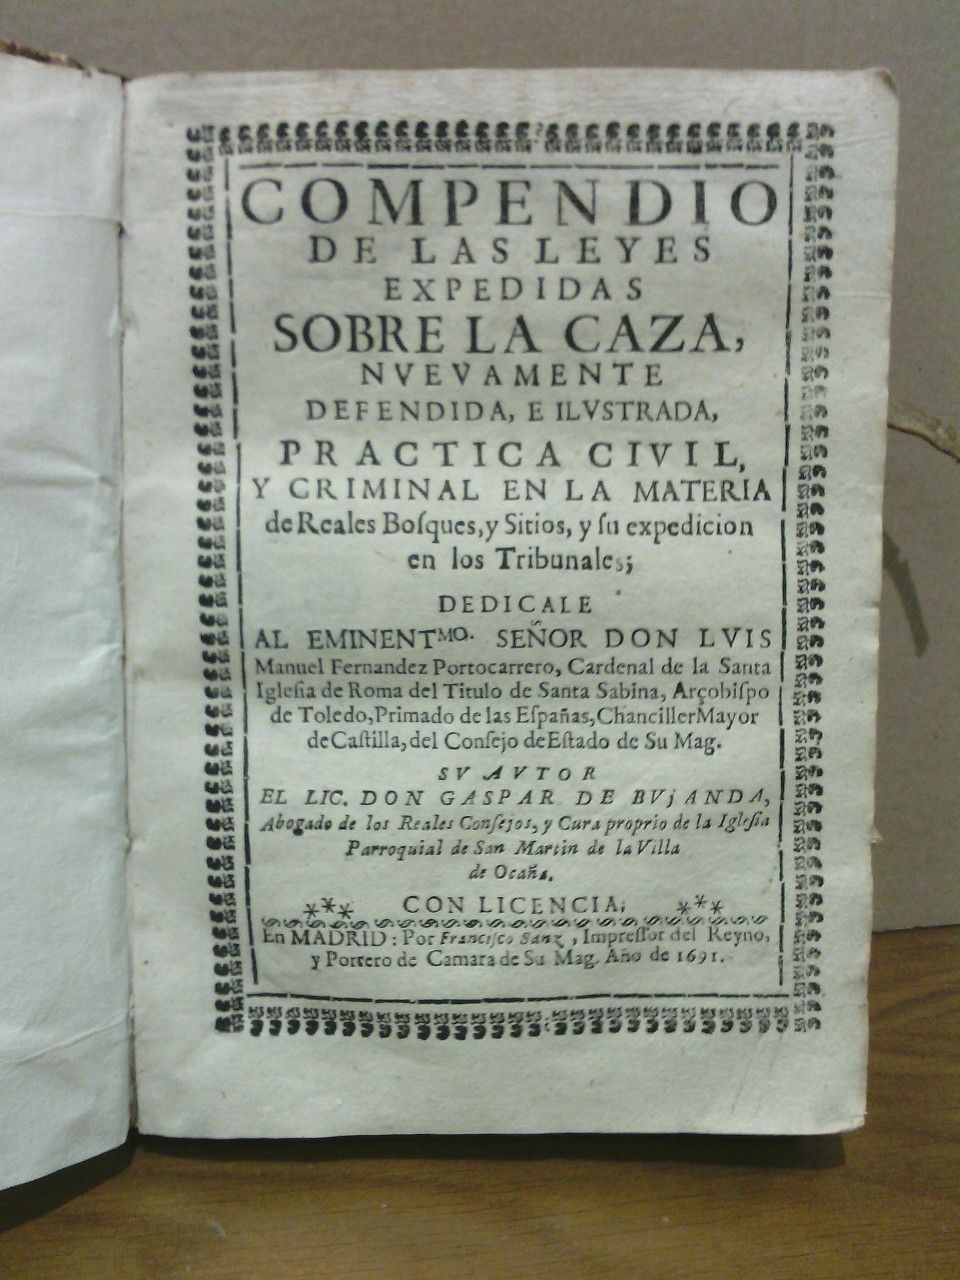 COMPENDIO
DE LAS LEYES
EXPEDIDAS
SOBRE LA CAZA,
NVEVAMENTE
DEFENDIDA, E ILVSTRADA,
PRACTICA CIVIL,
Y CRIMINAL EN LA MATERIA
de Reales Boſques, y Sitios, y ſu expedicion
en los Tribunales;
DEDICALE
AL EMINENTᴹᴼ. SEÑOR DON LVIS
Manuel Fernandez Portocarrero, Cardenal de la Santa
Igleſia de Roma del Titulo de Santa Sabina, Arçobiſpo
de Toledo, Primado de las Eſpañas, Chanciller Mayor
de Caſtilla, del Conſejo de Eſtado de Su Mag.
SV AVTOR
EL LIC. DON GASPAR DE BVjANDA,
Abogado de los Reales Conſejos, y Cura proprio de la Igleſia
Parroquial de San Martin de la Villa
de Ocaña.
*** CON LICENCIA; ***
En MADRID: Por Franciſco Sanz, Impreſſor del Reyno,
y Portero de Camara de Su Mag. Año de 1691.